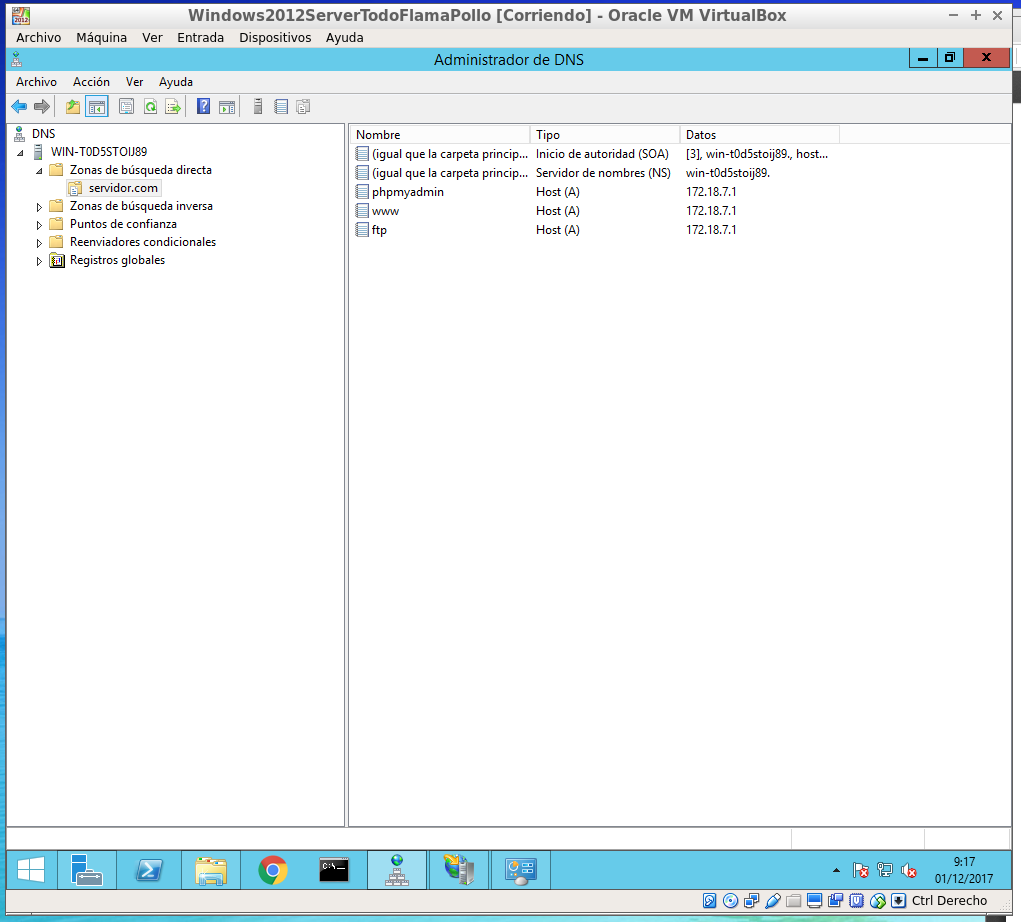 Windows2012ServerTodoFlamaPollo [Corriendo] - Oracle VM VirtualBox
Archivo Máquina Ver Entrada Dispositivos Ayuda
Administrador de DNS
Archivo Acción Ver Ayuda
DNS
WIN-T0D5STOIJ89
Zonas de búsqueda directa
servidor.com
Zonas de búsqueda inversa
Puntos de confianza
Reenviadores condicionales
Registros globales
Nombre Tipo Datos
(igual que la carpeta princip... Inicio de autoridad (SOA) [3], win-t0d5stoij89., host...
(igual que la carpeta princip... Servidor de nombres (NS) win-t0d5stoij89.
phpmyadmin Host (A) 172.18.7.1
www Host (A) 172.18.7.1
ftp Host (A) 172.18.7.1
9:17
01/12/2017
Ctrl Derecho